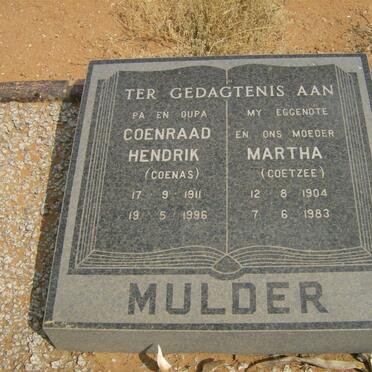 TER GEDAGTENIS AAN
PA EN OUPA
COENRAAD
HENDRIK
(COENAS)
17 · 9 · 1911
19 · 5 · 1996
MY EGGENOTE
EN ONS MOEDER
MARTHA
(COETZEE)
12 · 8 · 1904
7 · 6 · 1983
MULDER